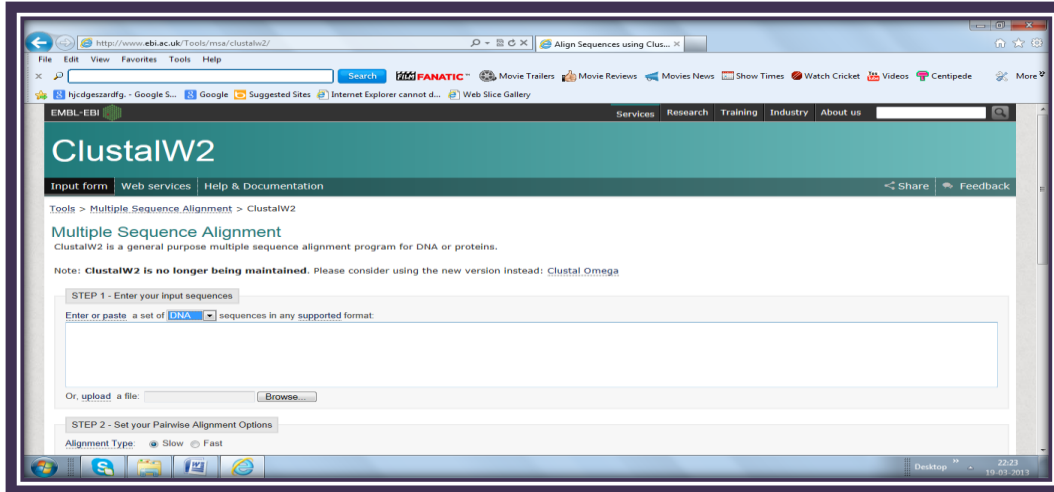 http://www.ebi.ac.uk/Tools/msa/clustalw2/
Align Sequences using Clus...
File Edit View Favorites Tools Help
Search FANATIC Movie Trailers Movie Reviews Movies News Show Times Watch Cricket Videos Centipede More
hjcdgeszardfg. - Google S... Google Suggested Sites Internet Explorer cannot d... Web Slice Gallery
EMBL-EBI Services Research Training Industry About us
ClustalW2
Input form Web services Help & Documentation Share Feedback
Tools > Multiple Sequence Alignment > ClustalW2
Multiple Sequence Alignment
ClustalW2 is a general purpose multiple sequence alignment program for DNA or proteins.
Note: ClustalW2 is no longer being maintained. Please consider using the new version instead: Clustal Omega
STEP 1 - Enter your input sequences
Enter or paste a set of DNA sequences in any supported format:
Or, upload a file: Browse...
STEP 2 - Set your Pairwise Alignment Options
Alignment Type: Slow Fast
Desktop 22:23
19-03-2013